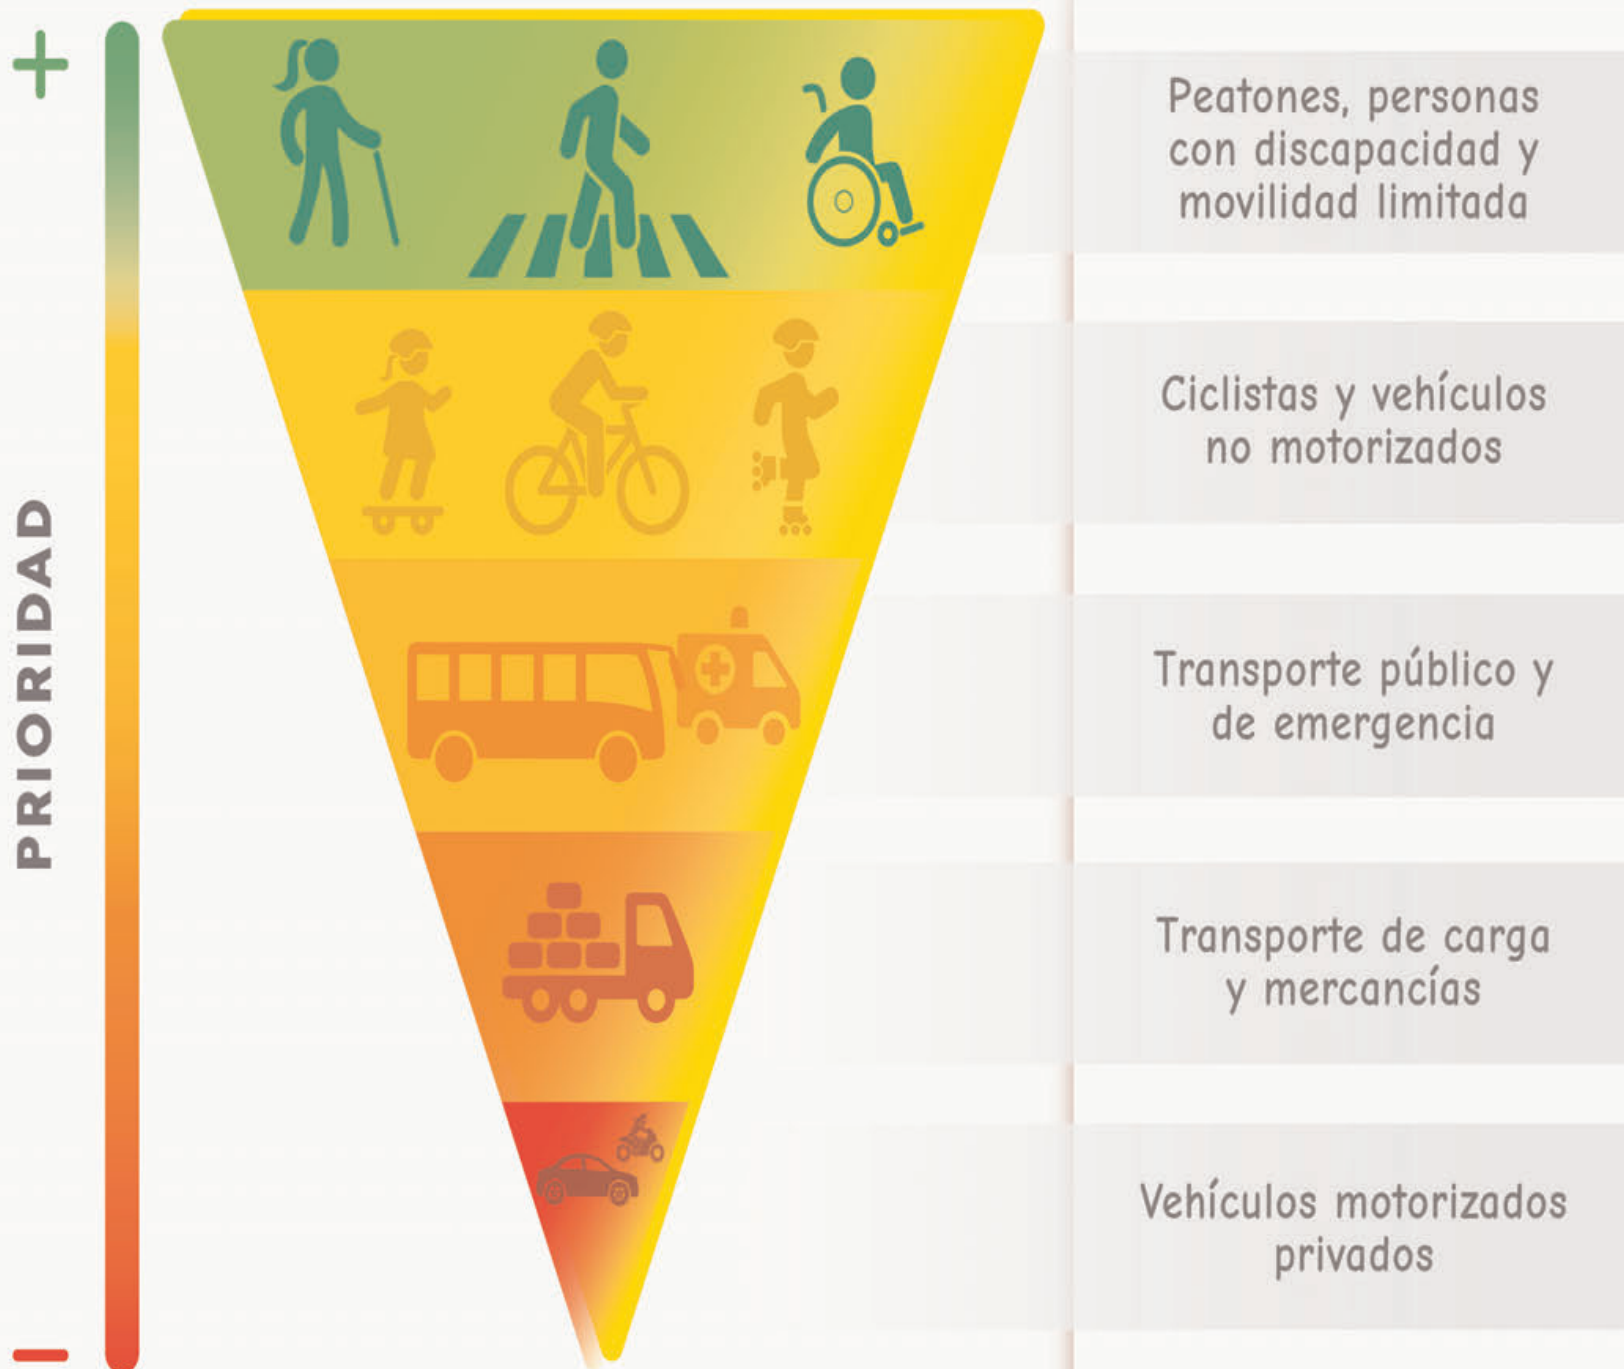 +
PRIORIDAD
-
Peatones, personas
con discapacidad y
movilidad limitada
Ciclistas y vehículos
no motorizados
Transporte público y
de emergencia
Transporte de carga
y mercancías
Vehículos motorizados
privados